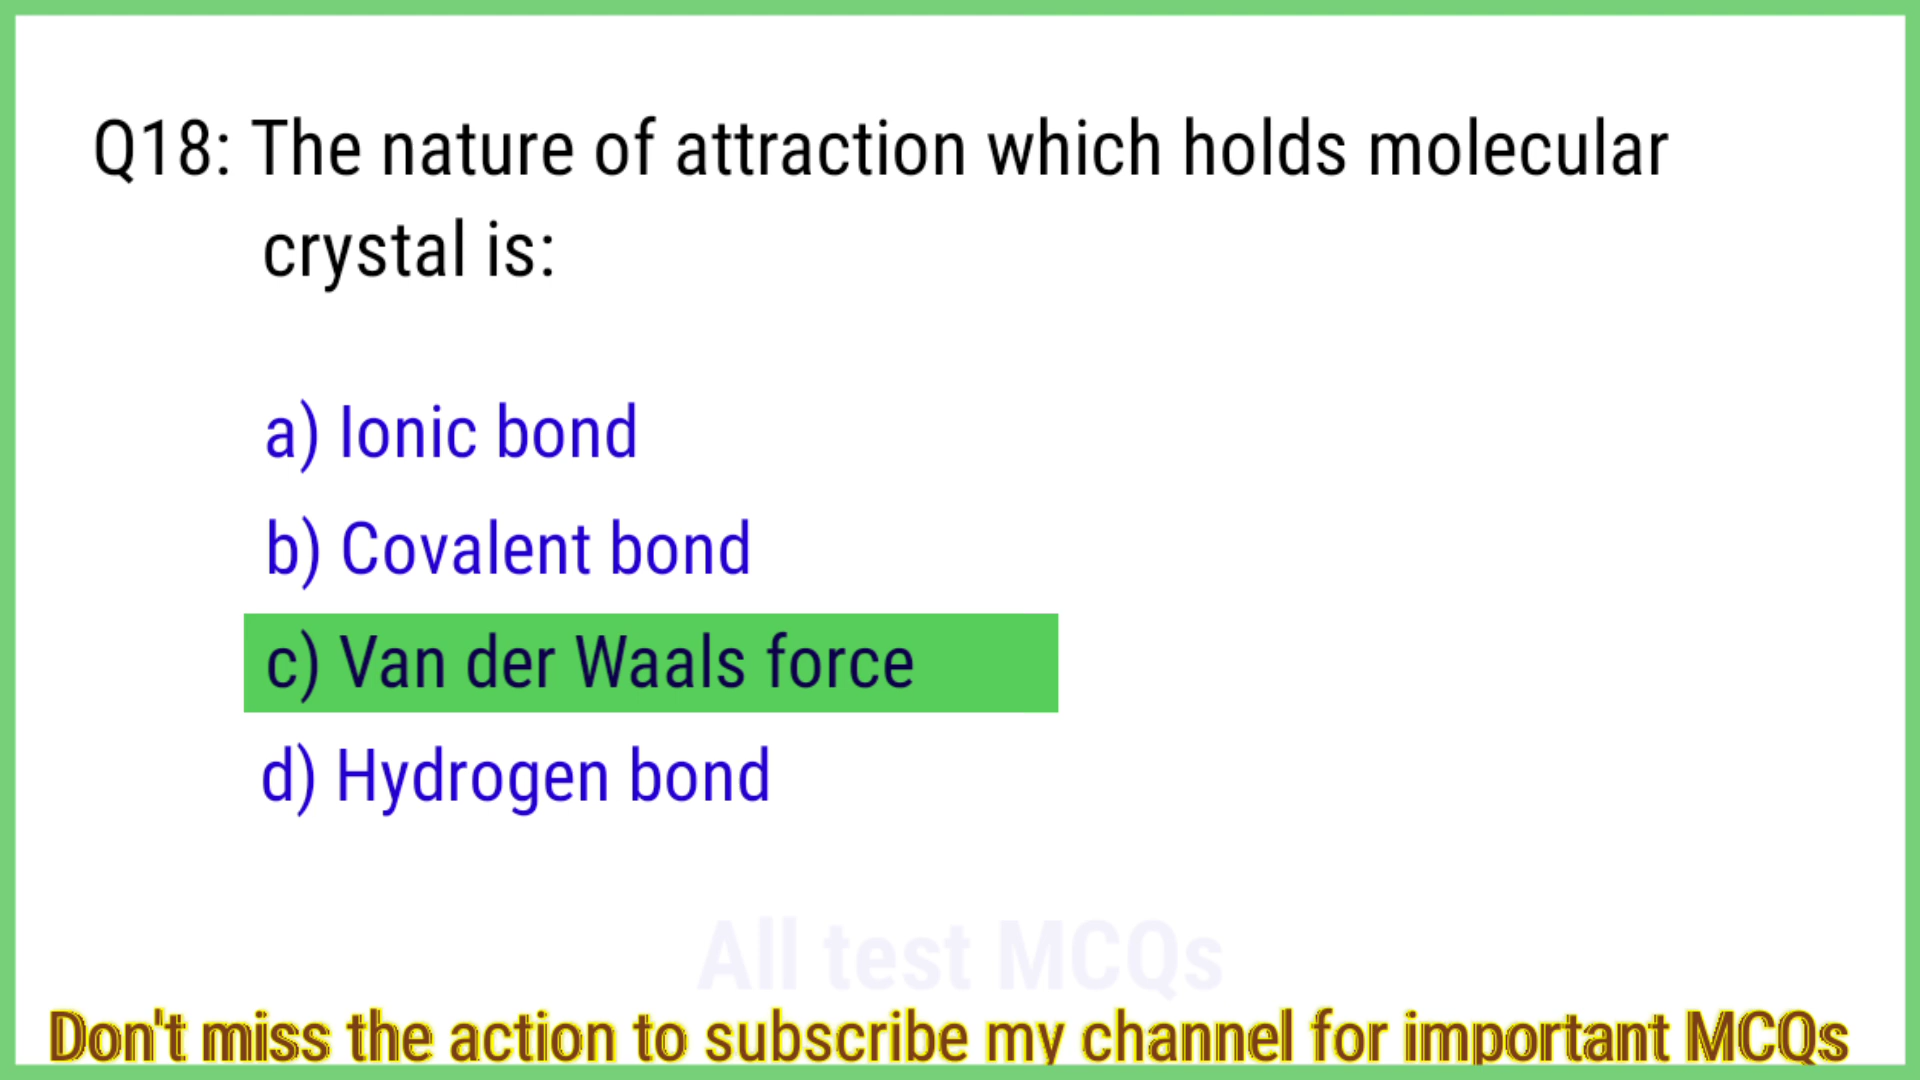 Q18: The nature of attraction which holds molecular
crystal is:
a) Ionic bond
b) Covalent bond
c) Van der Waals force
d) Hydrogen bond
All test MCQs
Don't miss the action to subscribe my channel for important MCQs